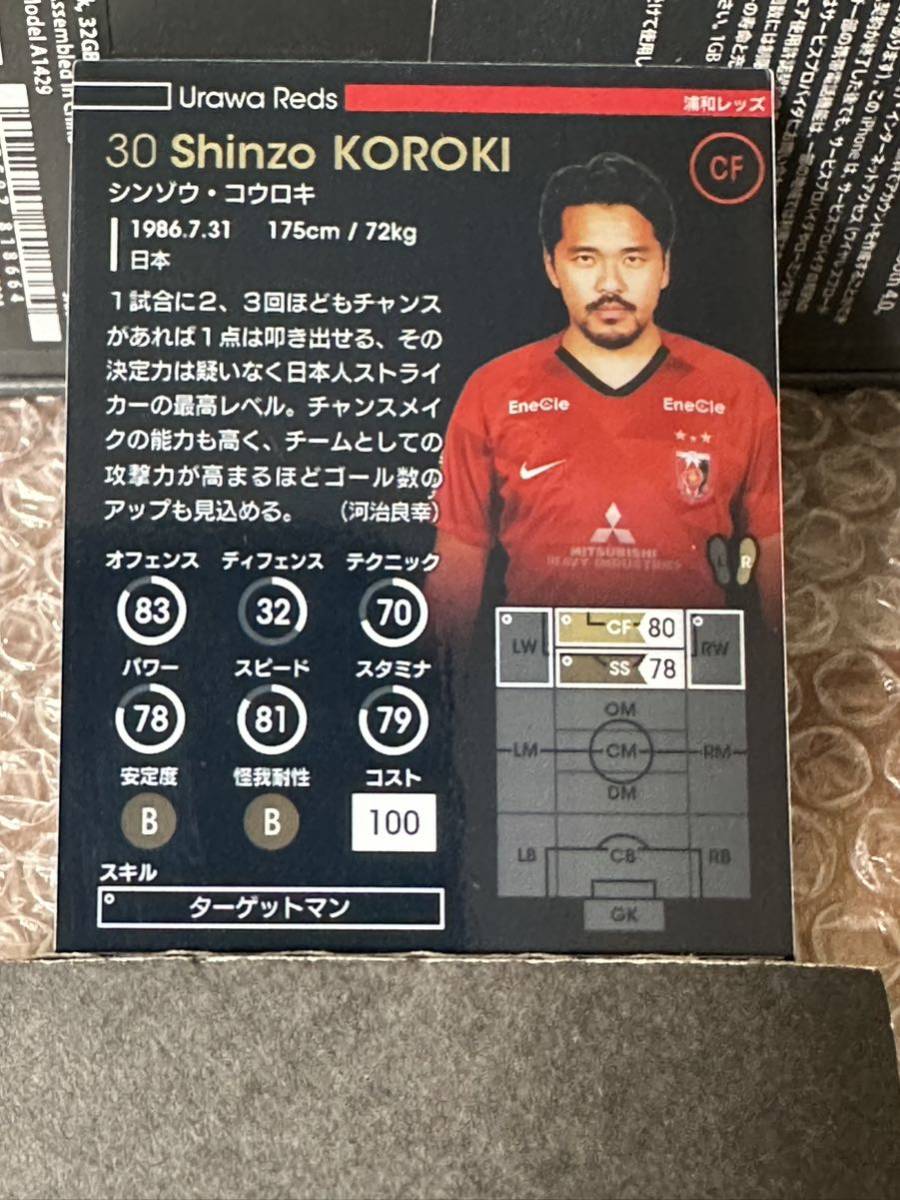 k, 32GB
Assembled in China
Model A1429
818664
Urawa Reds
浦和レッズ
30 Shinzo KOROKI
CF
シンゾウ・コウロキ
1986.7.31 175cm / 72kg
日本
1試合に2、3回ほどもチャンス
があれば1点は叩き出せる、その
決定力は疑いなく日本人ストライ
カーの最高レベル。チャンスメイ
クの能力も高く、チームとしての
攻撃力が高まるほどゴール数の
アップも見込める。 (河治良幸)
EneCle EneCle
MITSUBISHI
HEAVY INDUSTRIES
L R
オフェンス ディフェンス テクニック
83 32 70
パワー スピード スタミナ
78 81 79
安定度 怪我耐性 コスト
B B 100
スキル
ターゲットマン
LW CF 80 RW
SS 78
OM
LM CM RM
DM
LB CB RB
GK